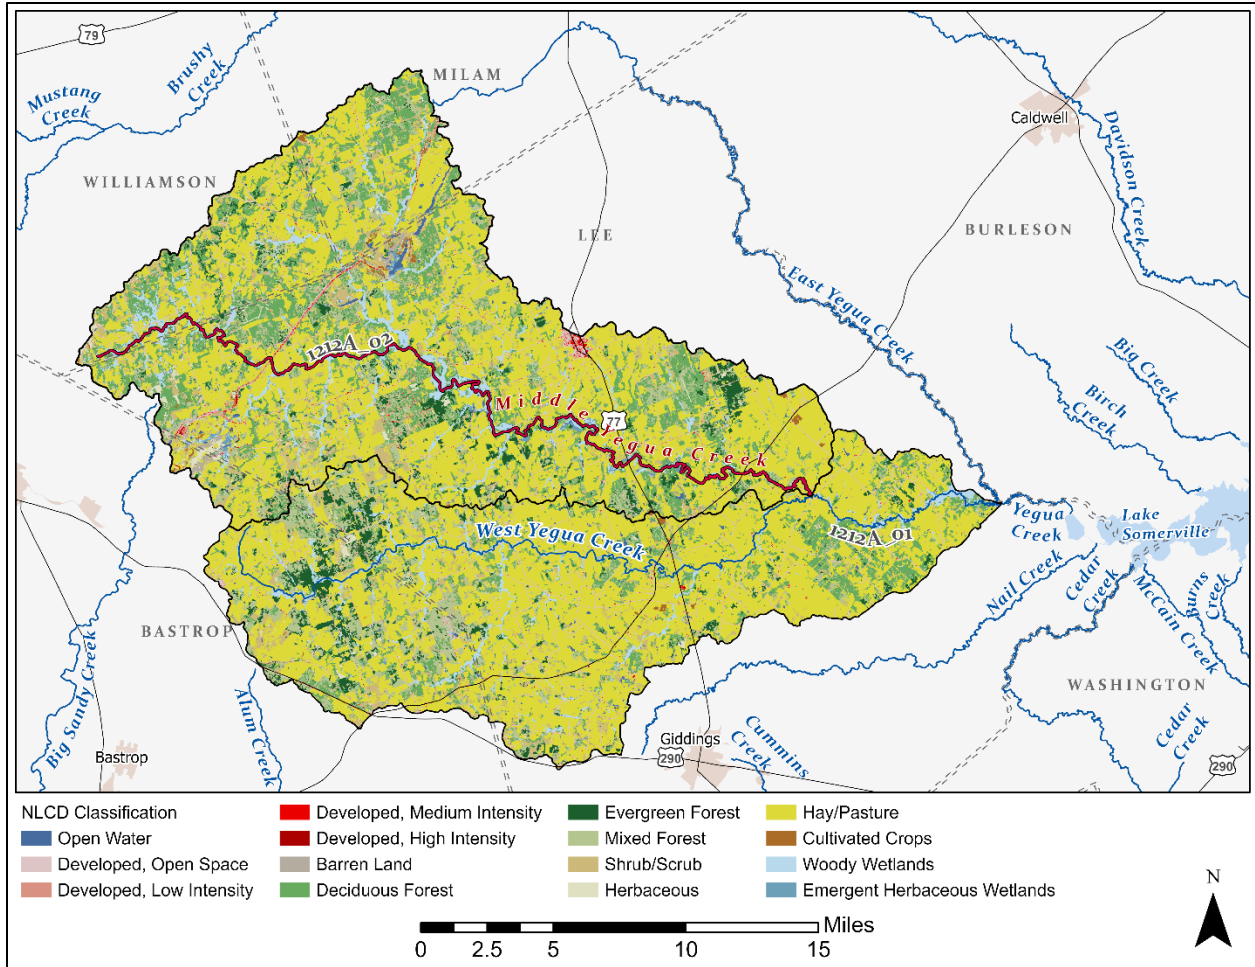 79
Brushy
Creek
Mustang
Creek
MILAM
Caldwell
Davidson Creek
WILLIAMSON
LEE
BURLESON
East Yegua Creek
1212A_02
Big Creek
Birch
Creek
Middle Yegua Creek
77
West Yegua Creek
1212A_01
Yegua
Creek
Lake
Somerville
Nail Creek
Cedar
Creek
McCain Creek
Burns
Creek
BASTROP
Big Sandy Creek
Alum Creek
WASHINGTON
Cedar
Creek
Bastrop
Giddings
290
Cummins
Creek
290
NLCD Classification
Open Water
Developed, Open Space
Developed, Low Intensity
Developed, Medium Intensity
Developed, High Intensity
Barren Land
Deciduous Forest
Evergreen Forest
Mixed Forest
Shrub/Scrub
Herbaceous
Hay/Pasture
Cultivated Crops
Woody Wetlands
Emergent Herbaceous Wetlands
N
Miles
0 2.5 5 10 15